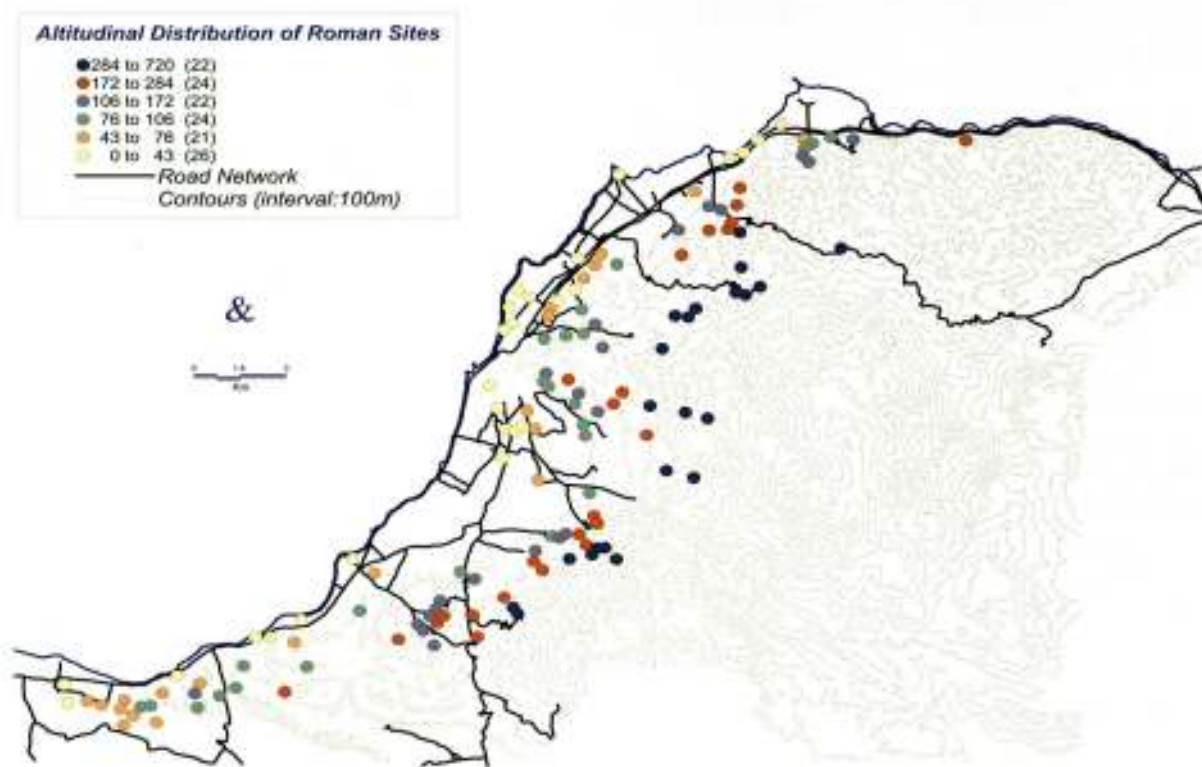 Altitudinal Distribution of Roman Sites
284 to 720 (22)
172 to 284 (24)
106 to 172 (22)
76 to 106 (24)
43 to 76 (21)
0 to 43 (26)
Road Network
Contours (interval:100m)
&